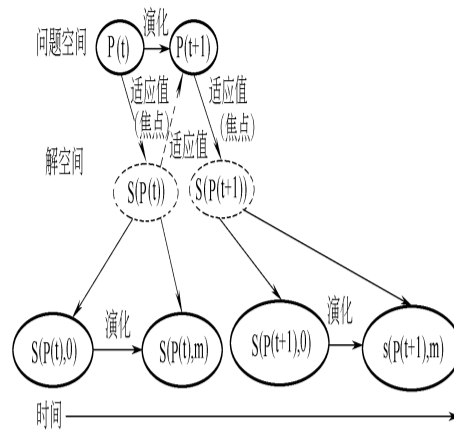 演化
问题空间 P(t) P(t+1)
适应值 适应值
(焦点) 适应值 (焦点)
解空间
S(P(t)) S(P(t+1))
演化 演化
S(P(t),0) S(P(t),m) S(P(t+1),0) s(P(t+1),m)
时间